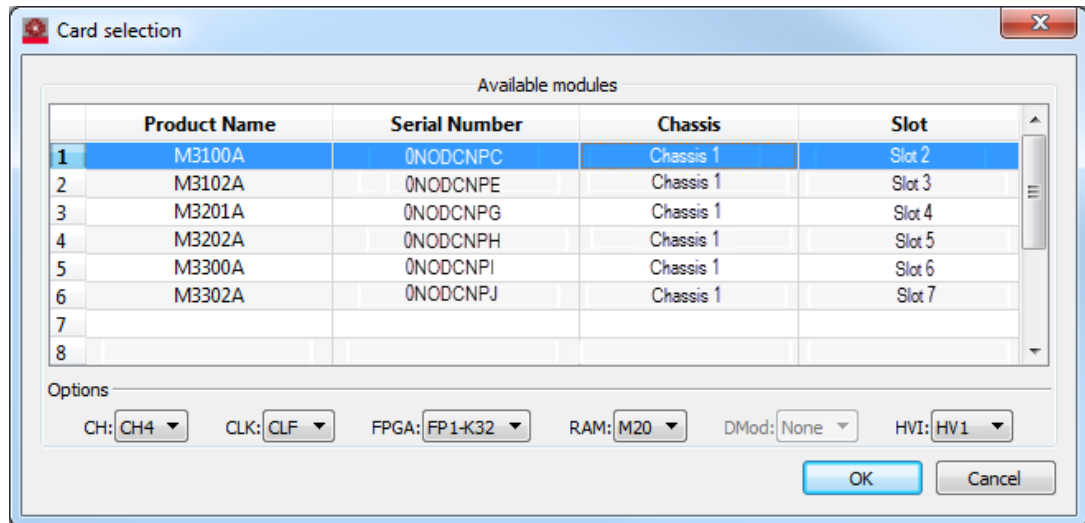 Card selection
Available modules
Product Name Serial Number Chassis Slot
1 M3100A 0NODCNPC Chassis 1 Slot 2
2 M3102A 0NODCNPE Chassis 1 Slot 3
3 M3201A 0NODCNPG Chassis 1 Slot 4
4 M3202A 0NODCNPH Chassis 1 Slot 5
5 M3300A 0NODCNPI Chassis 1 Slot 6
6 M3302A 0NODCNPJ Chassis 1 Slot 7
7
8
Options
CH: CH4 CLK: CLF FPGA: FP1-K32 RAM: M20 DMod: None HVI: HV1
OK Cancel